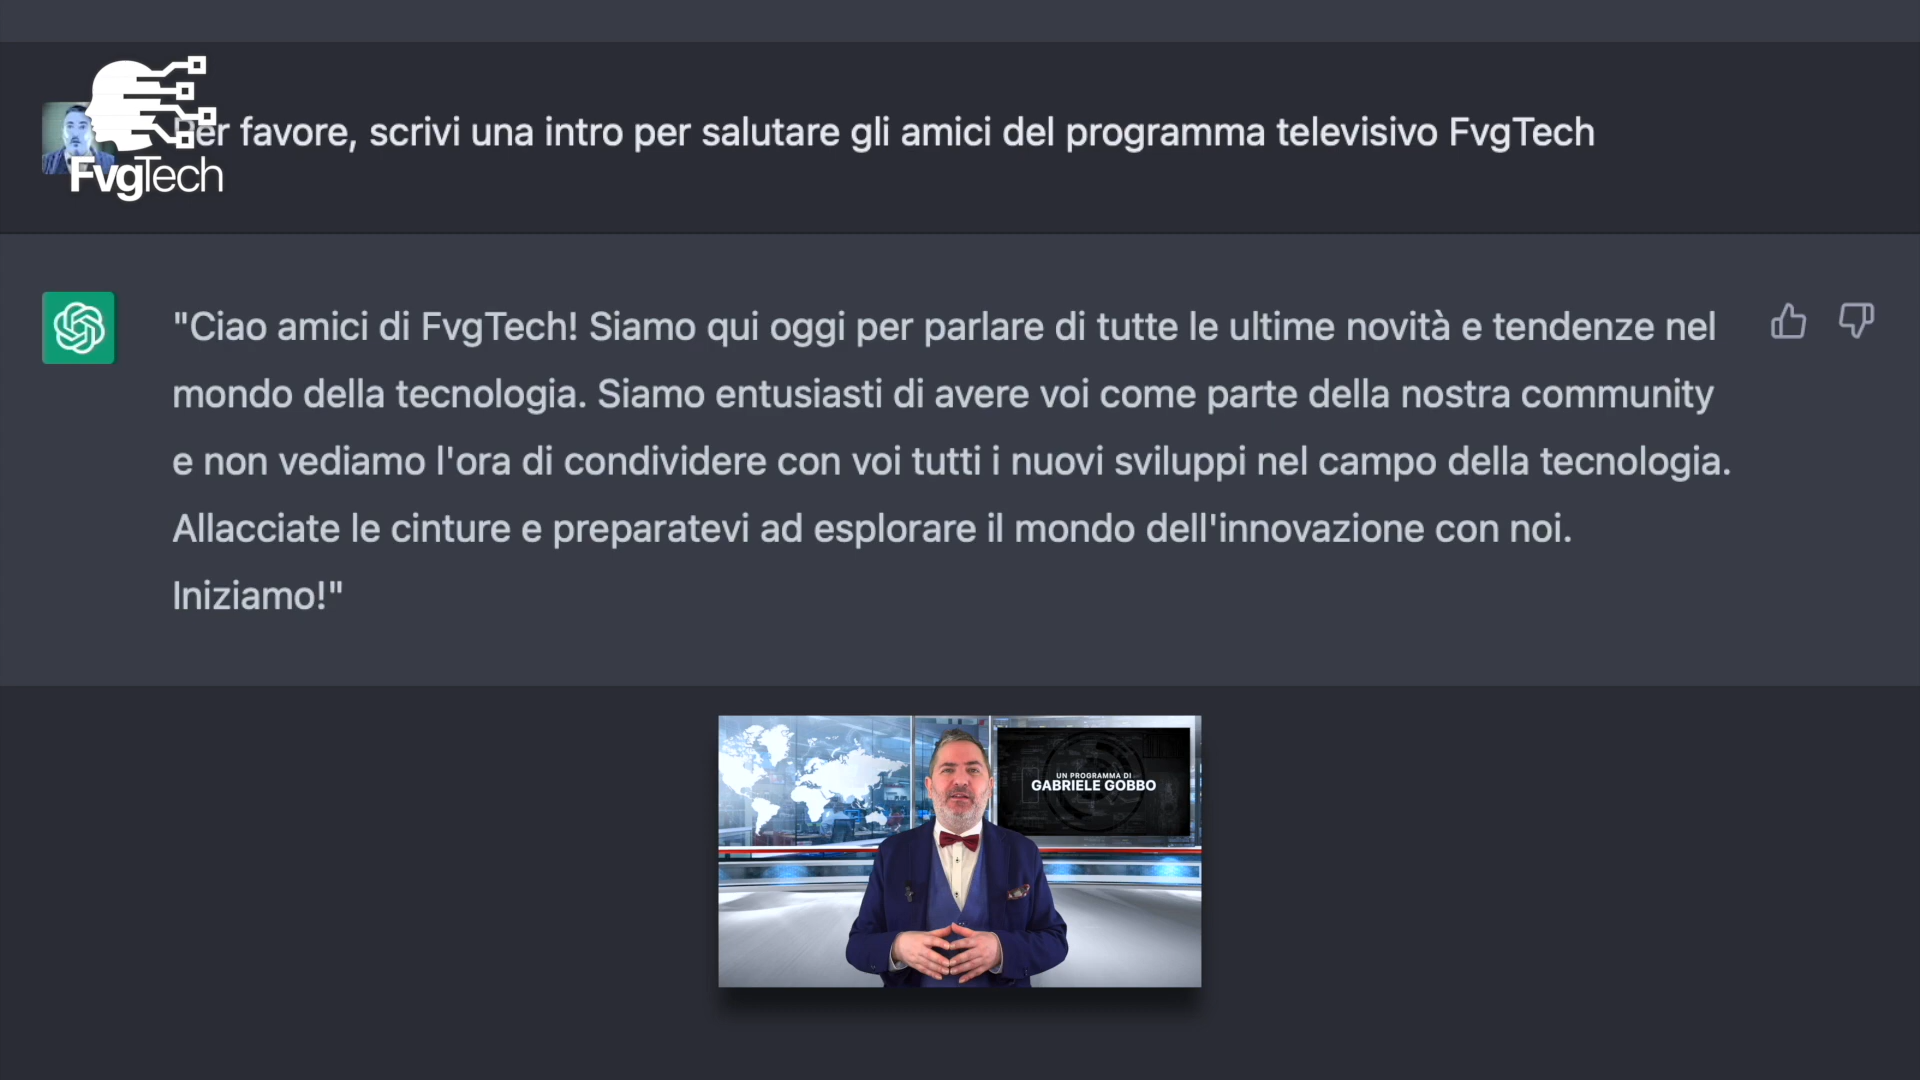 Per favore, scrivi una intro per salutare gli amici del programma televisivo FvgTech
FvgTech
"Ciao amici di FvgTech! Siamo qui oggi per parlare di tutte le ultime novità e tendenze nel
mondo della tecnologia. Siamo entusiasti di avere voi come parte della nostra community
e non vediamo l'ora di condividere con voi tutti i nuovi sviluppi nel campo della tecnologia.
Allacciate le cinture e preparatevi ad esplorare il mondo dell'innovazione con noi.
Iniziamo!"
UN PROGRAMMA DI
GABRIELE GOBBO